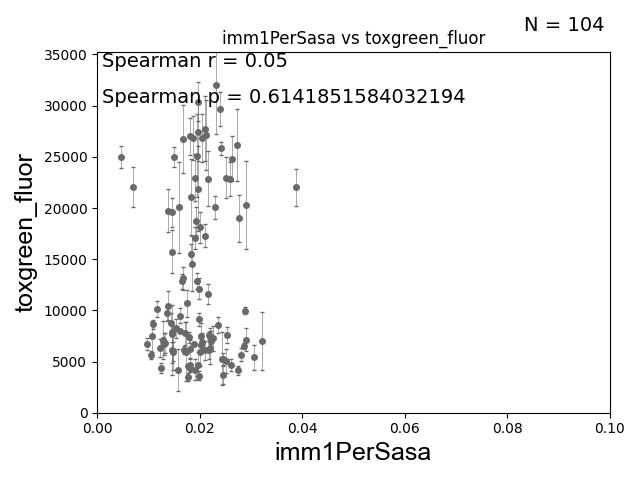 N = 104
imm1PerSasa vs toxgreen_fluor
Spearman r = 0.05
Spearman p = 0.6141851584032194
toxgreen_fluor
35000
30000
25000
20000
15000
10000
5000
0
0.00 0.02 0.04 0.06 0.08 0.10
imm1PerSasa